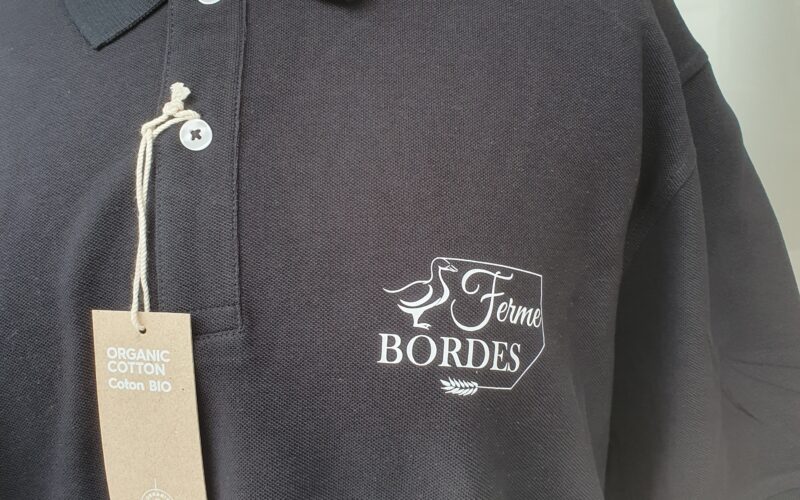 Ferme
BORDES
ORGANIC
COTTON
Coton BIO